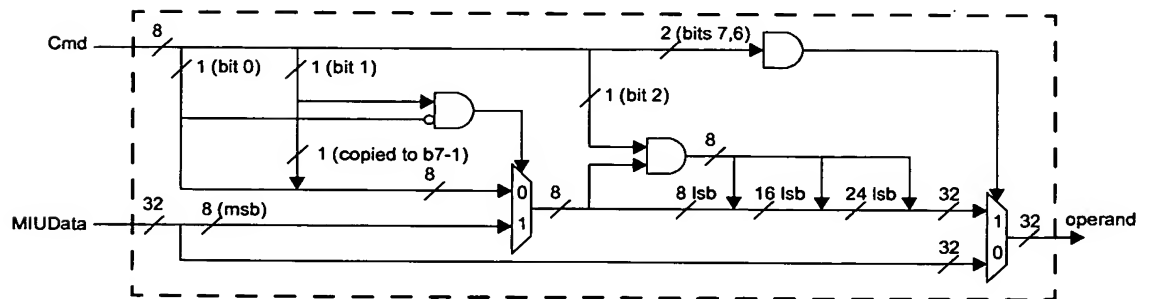 Cmd
8
2 (bits 7,6)
1 (bit 0)
1 (bit 1)
1 (bit 2)
1 (copied to b7-1)
8
8
0
1
8
8 lsb
16 lsb
24 lsb
32
MIUData
32
8 (msb)
1
0
32
operand
32